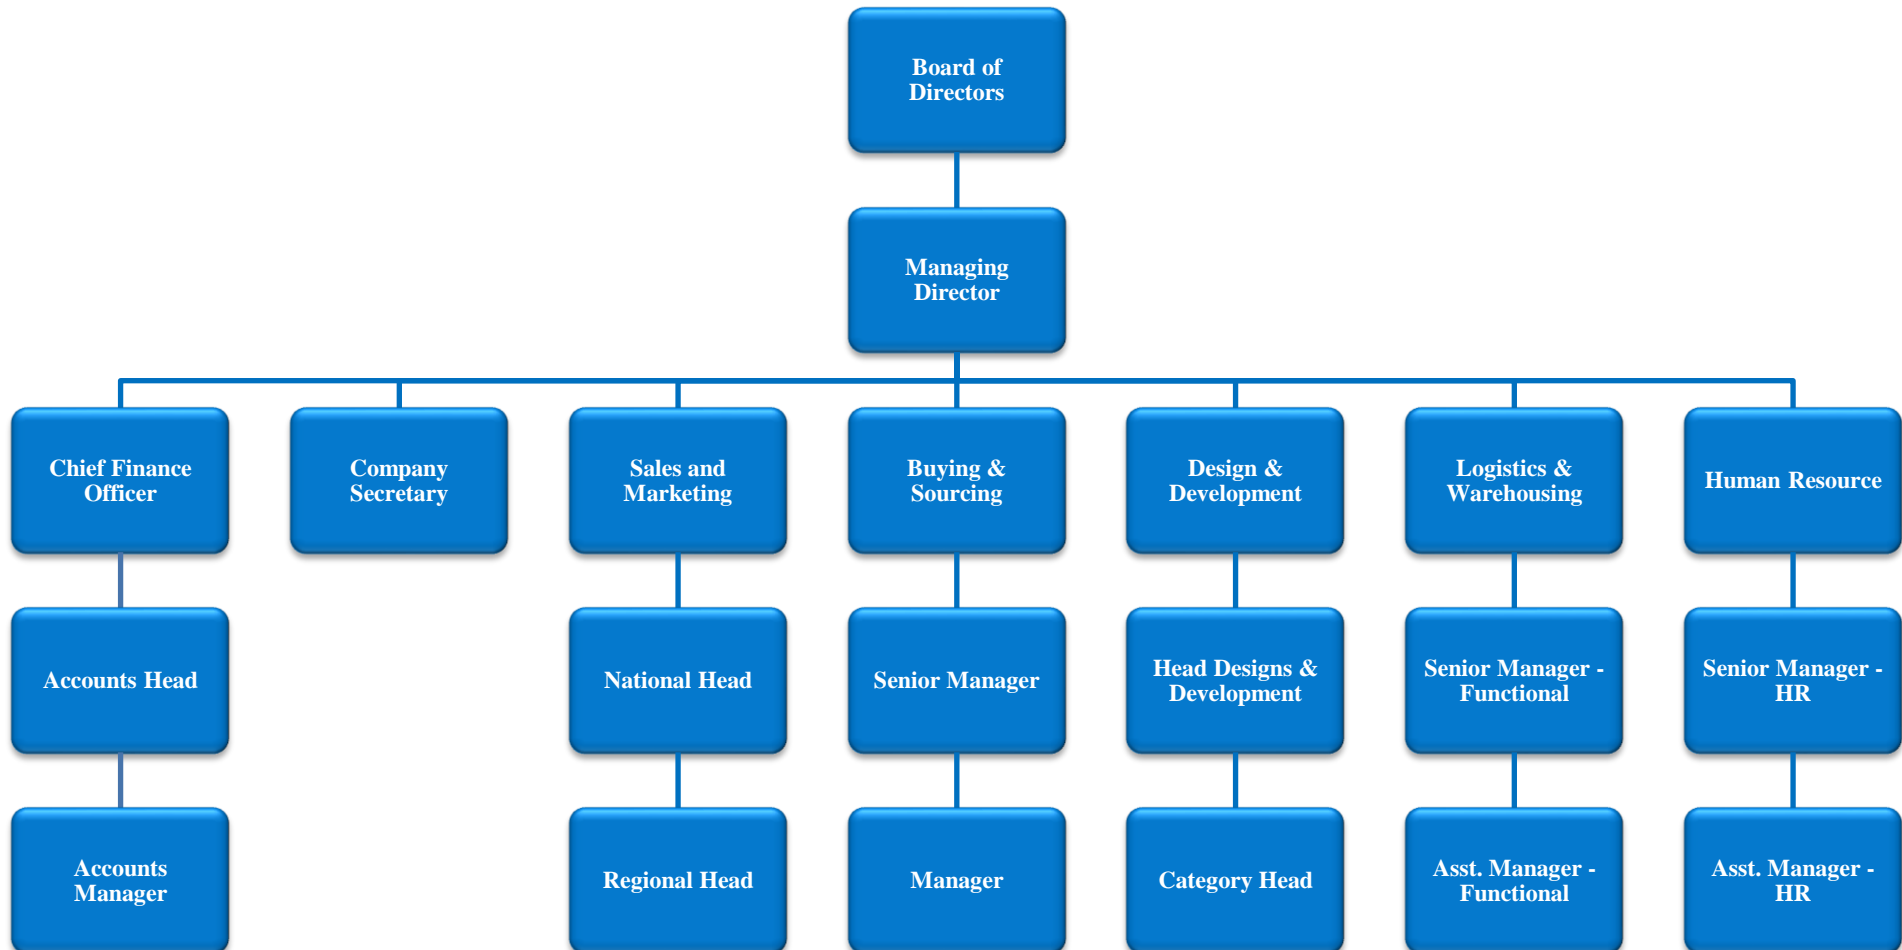 Board of
Directors
Managing
Director
Chief Finance
Officer
Company
Secretary
Sales and
Marketing
Buying &
Sourcing
Design &
Development
Logistics &
Warehousing
Human Resource
Accounts Head
National Head
Senior Manager
Head Designs &
Development
Senior Manager -
Functional
Senior Manager -
HR
Accounts
Manager
Regional Head
Manager
Category Head
Asst. Manager -
Functional
Asst. Manager -
HR